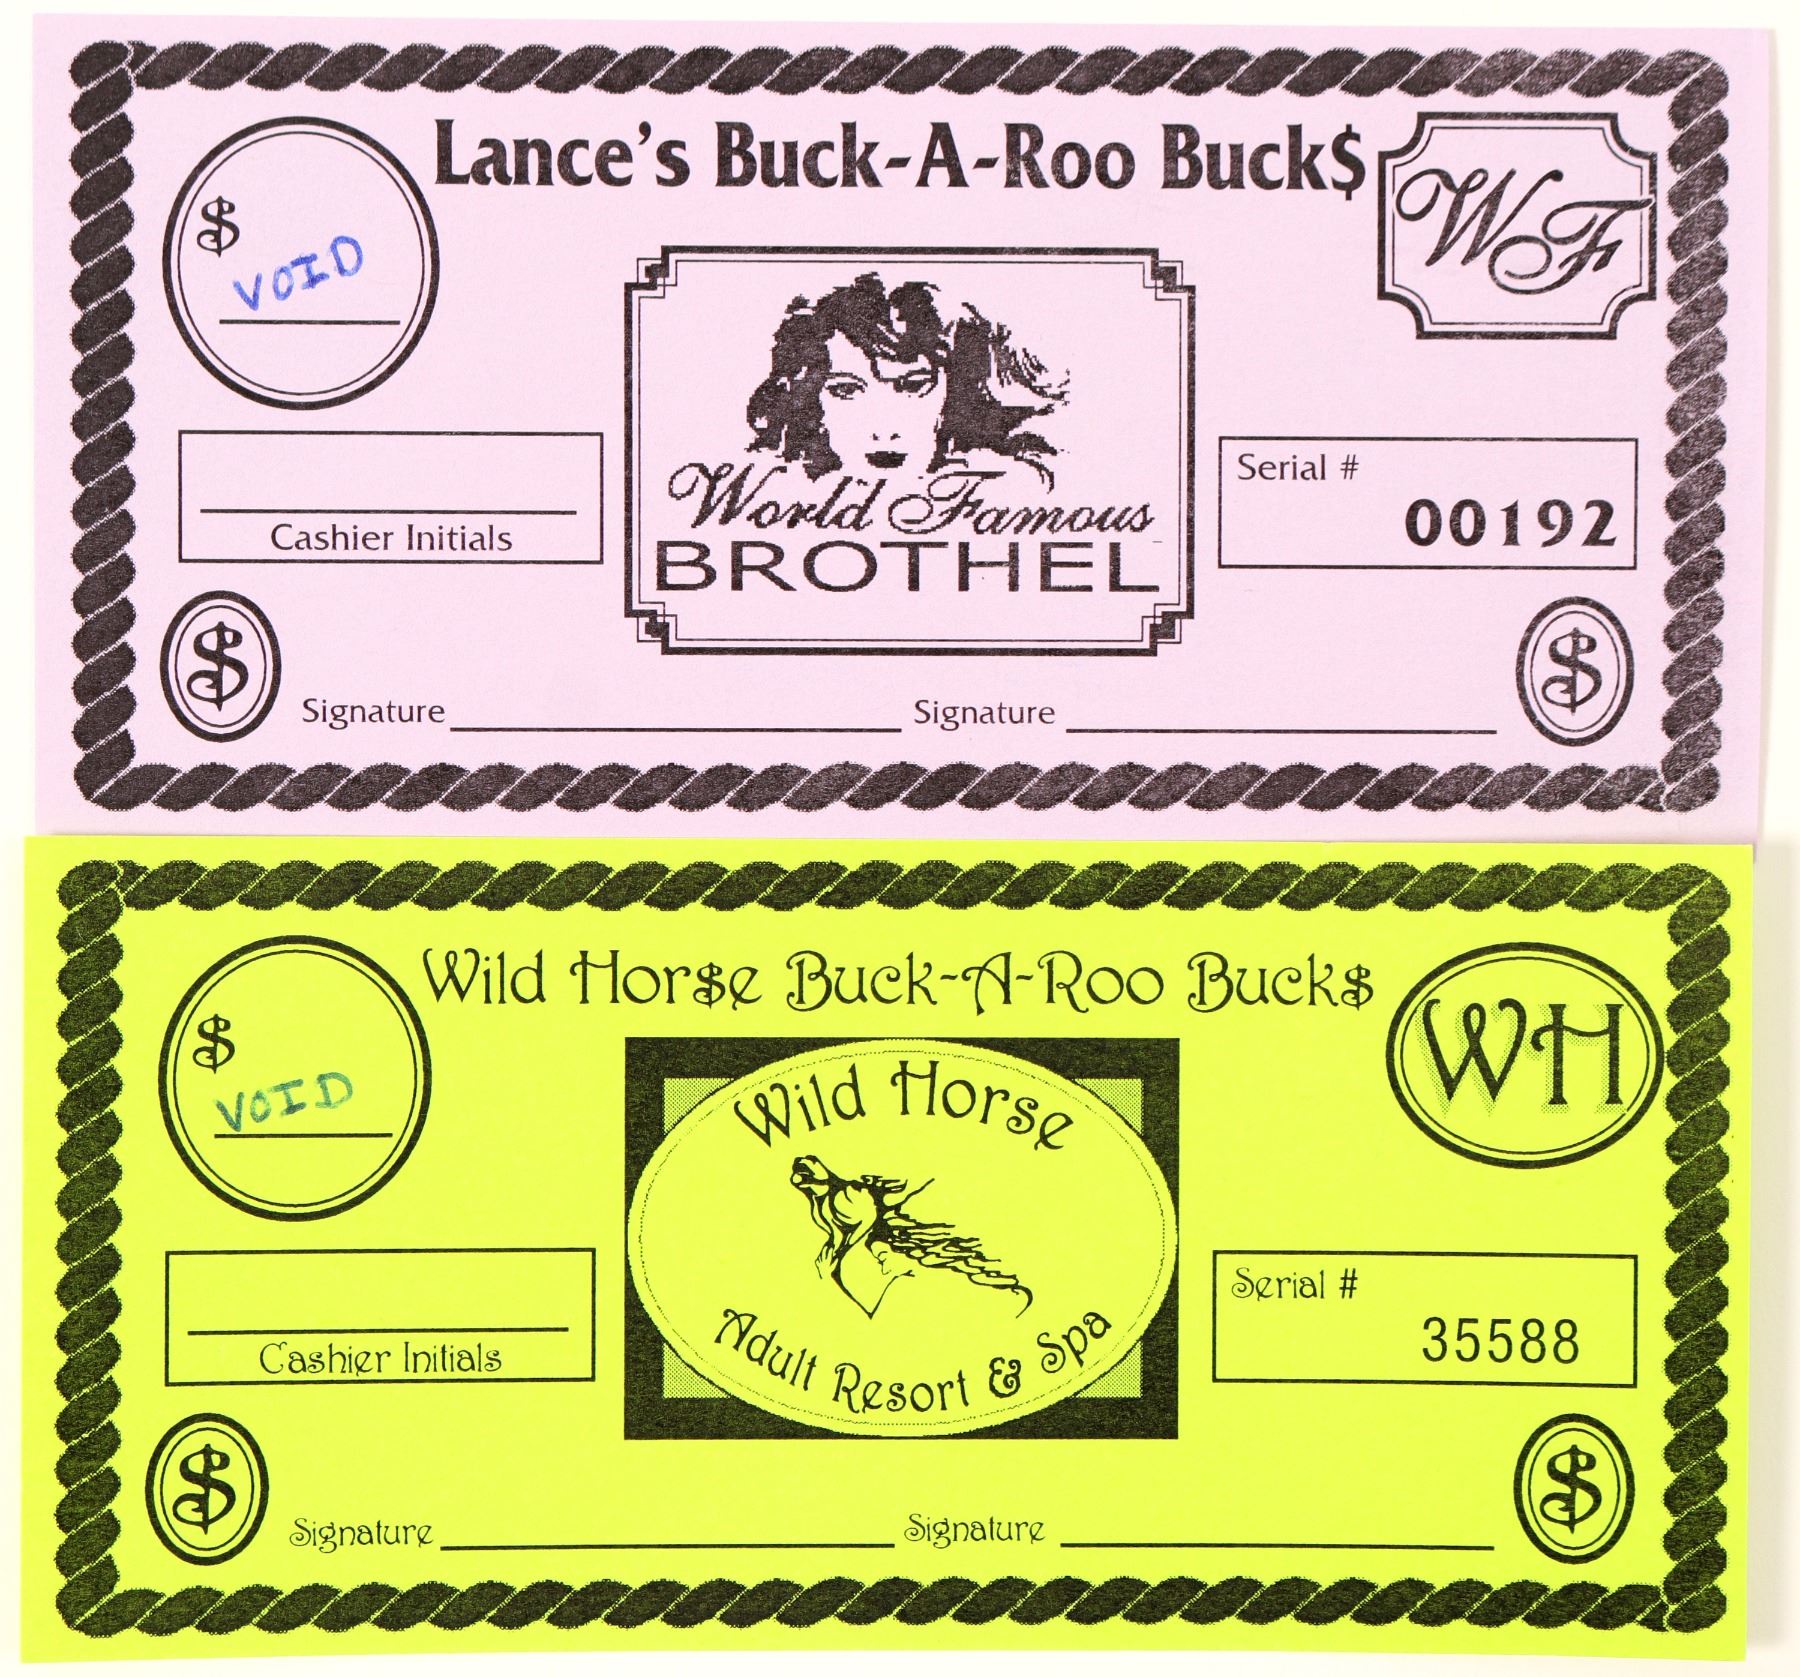 Lance's Buck-A-Roo Buck$
WF
$
VOID
World Famous
BROTHEL
Cashier Initials
Serial #
00192
$
Signature
Signature
$
Wild Hor$e Buck-A-Roo Buck$
WH
$
VOID
Wild Horse
Adult Resort & Spa
Cashier Initials
Serial #
35588
$
Signature
Signature
$